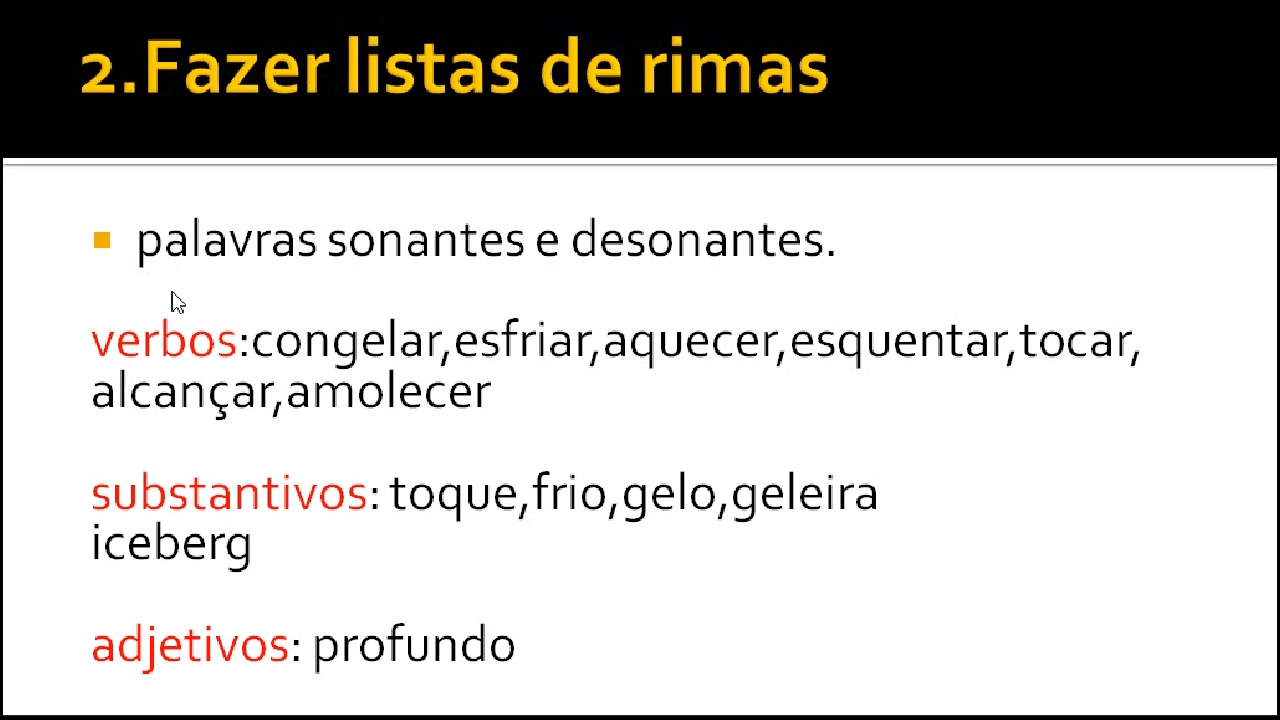 2.Fazer listas de rimas
palavras sonantes e desonantes.
verbos:congelar,esfriar,aquecer,esquentar,tocar,
alcançar,amolecer
substantivos: toque,frio,gelo,geleira
iceberg
adjetivos: profundo